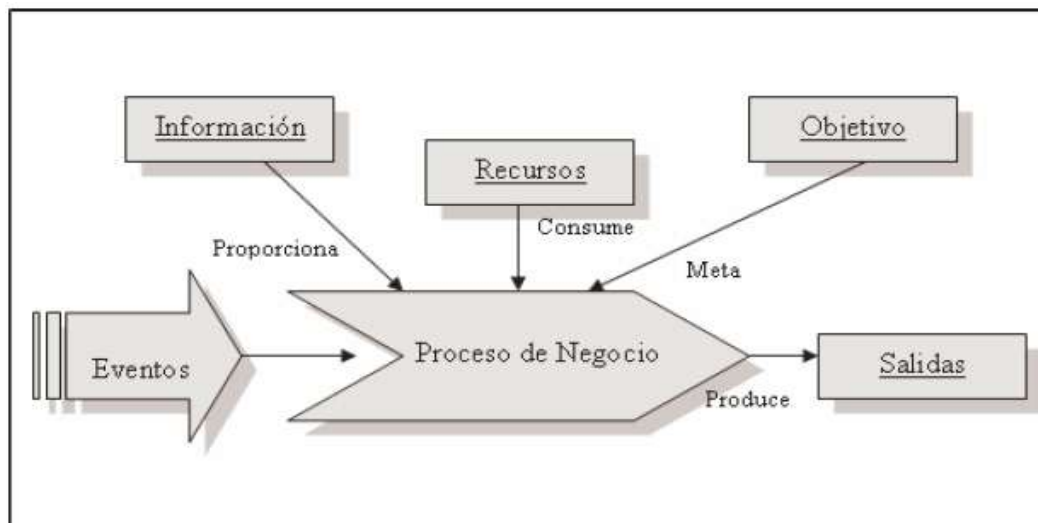 Información
Objetivo
Recursos
Consume
Proporciona
Meta
Eventos
Proceso de Negocio
Salidas
Produce